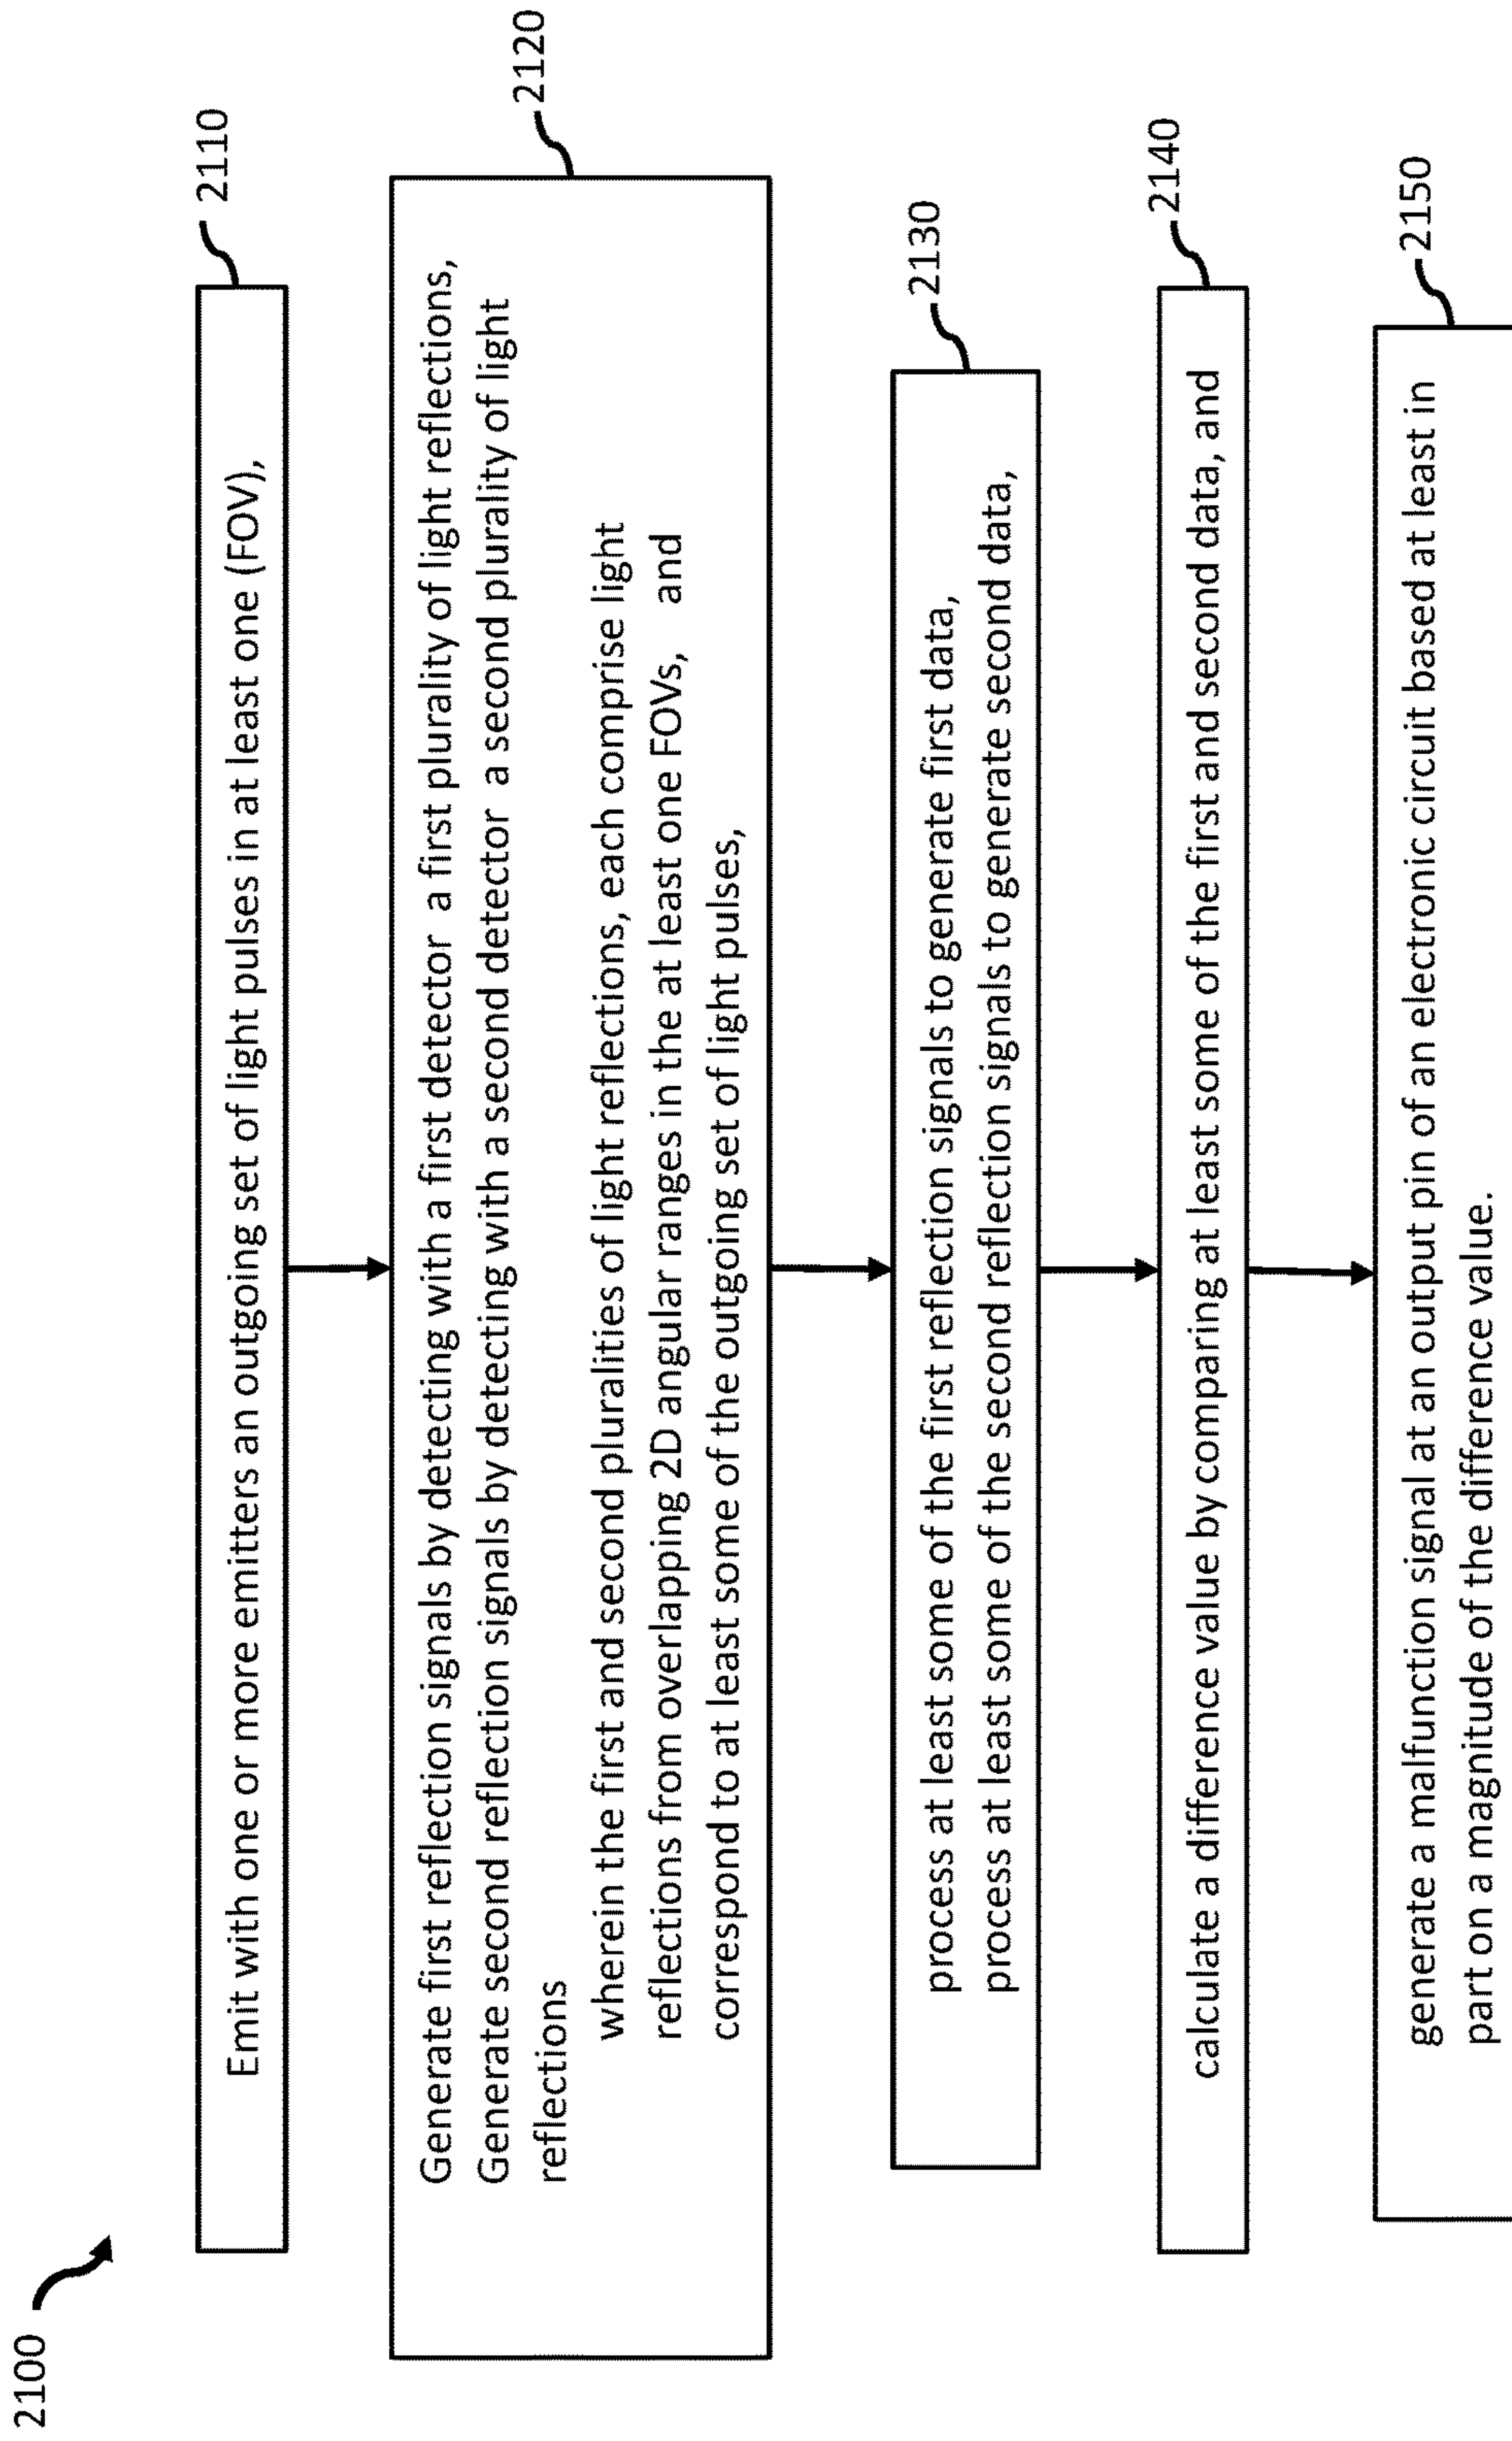 2100
Emit with one or more emitters an outgoing set of light pulses in at least one (FOV),
2110
Generate first reflection signals by detecting with a first detector a first plurality of light reflections,
Generate second reflection signals by detecting with a second detector a second plurality of light
reflections
wherein the first and second pluralities of light reflections, each comprise light
reflections from overlapping 2D angular ranges in the at least one FOVs, and
correspond to at least some of the outgoing set of light pulses,
2120
process at least some of the first reflection signals to generate first data,
process at least some of the second reflection signals to generate second data,
2130
calculate a difference value by comparing at least some of the first and second data, and
2140
generate a malfunction signal at an output pin of an electronic circuit based at least in
part on a magnitude of the difference value.
2150